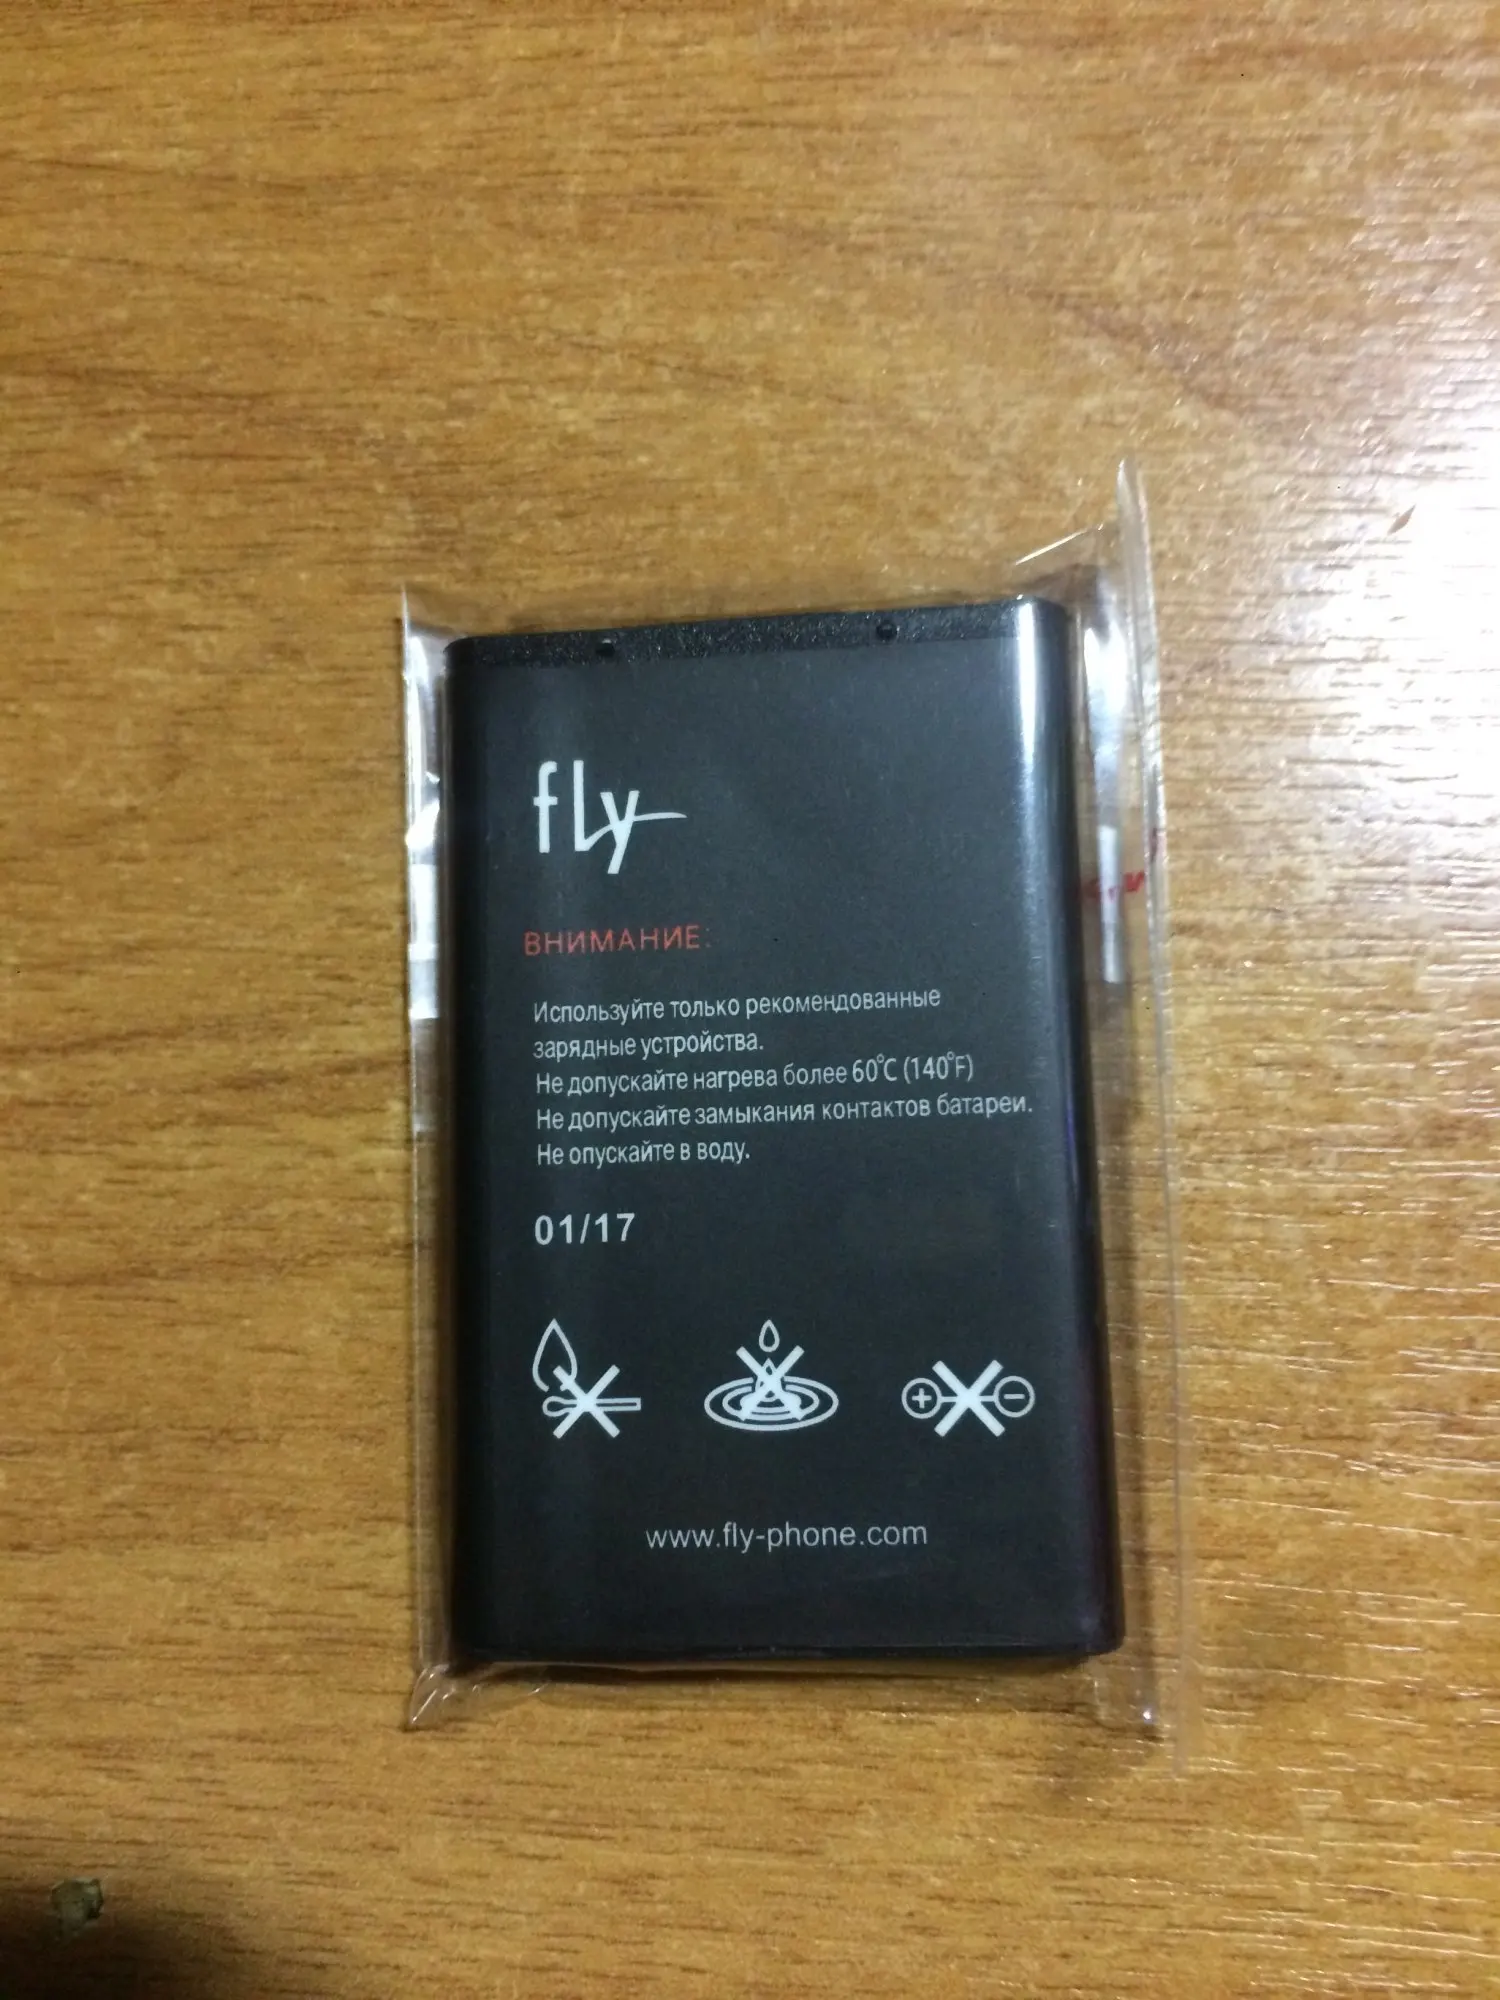 fly
ВНИМАНИЕ:
Используйте только рекомендованные
зарядные устройства.
Не допускайте нагрева более 60°C (140°F)
Не допускайте замыкания контактов батареи.
Не опускайте в воду.
01/17
www.fly-phone.com